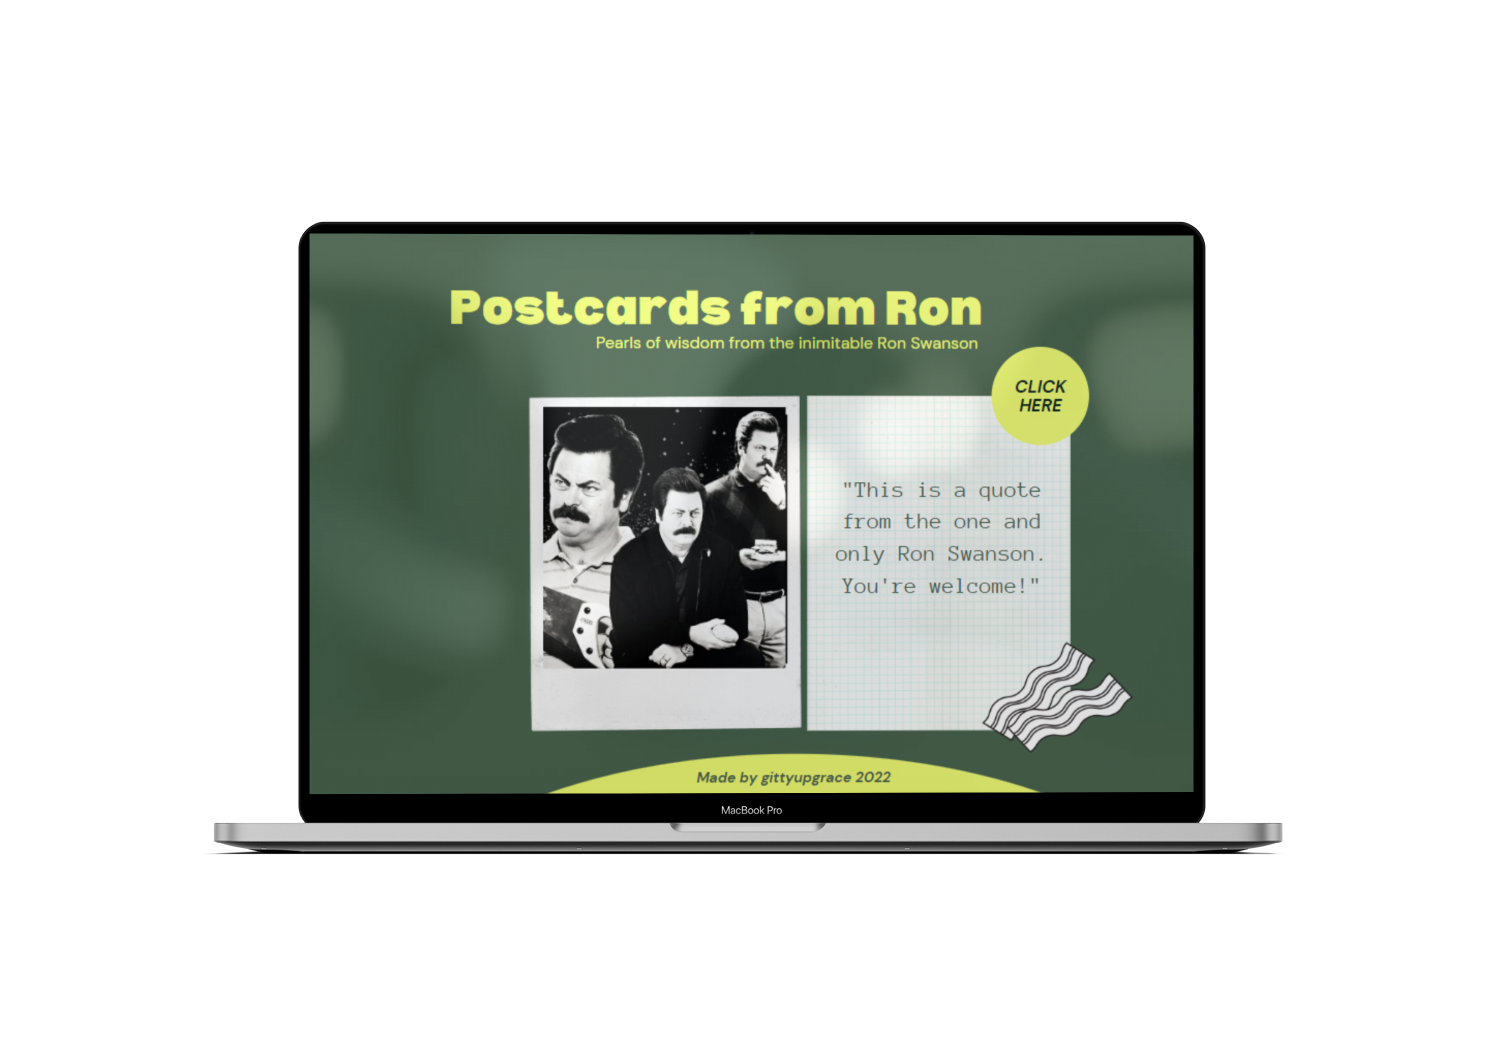 Postcards from Ron
Pearls of wisdom from the inimitable Ron Swanson
CLICK
HERE
"This is a quote
from the one and
only Ron Swanson.
You're welcome!"
Made by gittyupgrace 2022
MacBook Pro